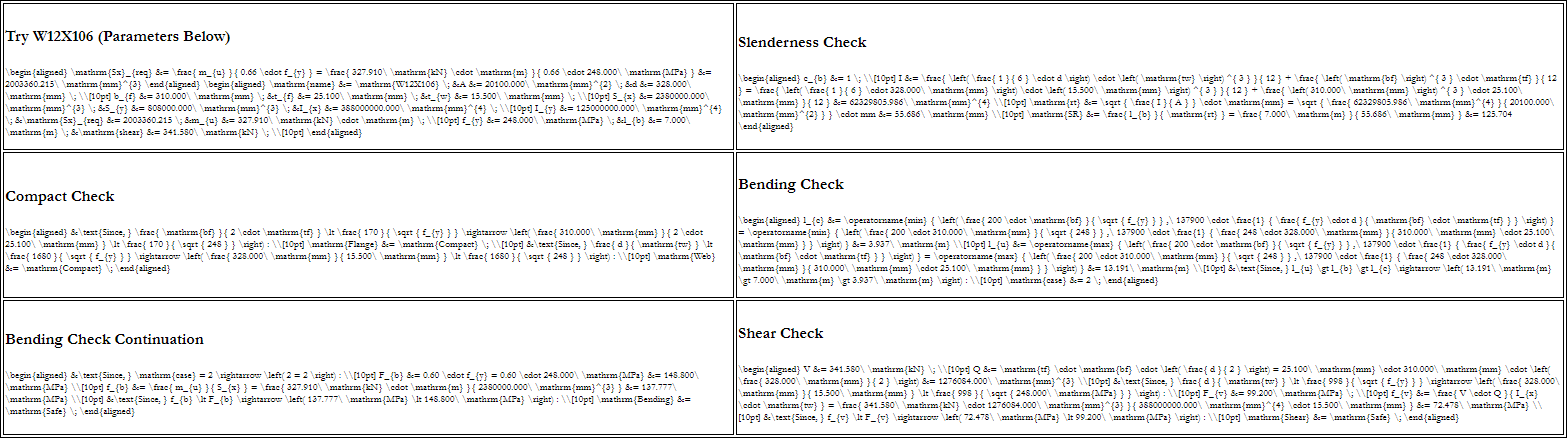 Try W12X106 (Parameters Below)
\begin{aligned} \mathrm{Sx}_{req} &= \frac{ m_{u} }{ 0.66 \cdot f_{y} } = \frac{ 327.910\ \mathrm{kN} \cdot \mathrm{m} }{ 0.66 \cdot 248.000\ \mathrm{MPa} } &=
2003360.215\ \mathrm{mm}^{3} \end{aligned} \begin{aligned} \mathrm{name} &= \mathrm{W12X106} \; &A &= 20100.000\ \mathrm{mm}^{2} \; &d &= 328.000\
\mathrm{mm} \; \\[10pt] b_{f} &= 310.000\ \mathrm{mm} \; &t_{f} &= 25.100\ \mathrm{mm} \; &t_{w} &= 15.500\ \mathrm{mm} \; \\[10pt] S_{x} &= 2380000.000\
\mathrm{mm}^{3} \; &S_{y} &= 808000.000\ \mathrm{mm}^{3} \; &I_{x} &= 388000000.000\ \mathrm{mm}^{4} \; \\[10pt] I_{y} &= 125000000.000\ \mathrm{mm}^{4}
\; &\mathrm{Sx}_{req} &= 2003360.215 \; &m_{u} &= 327.910\ \mathrm{kN} \cdot \mathrm{m} \; \\[10pt] f_{y} &= 248.000\ \mathrm{MPa} \; &l_{b} &= 7.000\
\mathrm{m} \; &\mathrm{shear} &= 341.580\ \mathrm{kN} \; \\[10pt] \end{aligned}
Slenderness Check
\begin{aligned} c_{b} &= 1 \; \\[10pt] I &= \frac{ \left( \frac{ 1 }{ 6 } \cdot d \right) \cdot \left( \mathrm{tw} \right) ^{ 3 } }{ 12 } + \frac{ \left( \mathrm{bf} \right) ^{ 3 } \cdot \mathrm{tf} }{ 12
} = \frac{ \left( \frac{ 1 }{ 6 } \cdot 328.000\ \mathrm{mm} \right) \cdot \left( 15.500\ \mathrm{mm} \right) ^{ 3 } }{ 12 } + \frac{ \left( 310.000\ \mathrm{mm} \right) ^{ 3 } \cdot 25.100\
\mathrm{mm} }{ 12 } &= 62329805.986\ \mathrm{mm}^{4} \\[10pt] \mathrm{rt} &= \sqrt { \frac{ I }{ A } } \cdot \mathrm{mm} = \sqrt { \frac{ 62329805.986\ \mathrm{mm}^{4} }{ 20100.000\
\mathrm{mm}^{2} } } \cdot mm &= 55.686\ \mathrm{mm} \\[10pt] \mathrm{SR} &= \frac{ l_{b} }{ \mathrm{rt} } = \frac{ 7.000\ \mathrm{m} }{ 55.686\ \mathrm{mm} } &= 125.704
\end{aligned}
Compact Check
\begin{aligned} &\text{Since, } \frac{ \mathrm{bf} }{ 2 \cdot \mathrm{tf} } \lt \frac{ 170 }{ \sqrt { f_{y} } } \rightarrow \left( \frac{ 310.000\ \mathrm{mm} }{ 2 \cdot
25.100\ \mathrm{mm} } \lt \frac{ 170 }{ \sqrt { 248 } } \right) : \\[10pt] \mathrm{Flange} &= \mathrm{Compact} \; \\[10pt] &\text{Since, } \frac{ d }{ \mathrm{tw} } \lt
\frac{ 1680 }{ \sqrt { f_{y} } } \rightarrow \left( \frac{ 328.000\ \mathrm{mm} }{ 15.500\ \mathrm{mm} } \lt \frac{ 1680 }{ \sqrt { 248 } } \right) : \\[10pt] \mathrm{Web}
&= \mathrm{Compact} \; \end{aligned}
Bending Check
\begin{aligned} l_{c} &= \operatorname{min} { \left( \frac{ 200 \cdot \mathrm{bf} }{ \sqrt { f_{y} } } ,\ 137900 \cdot \frac{1} { \frac{ f_{y} \cdot d }{ \mathrm{bf} \cdot \mathrm{tf} } } \right) }
= \operatorname{min} { \left( \frac{ 200 \cdot 310.000\ \mathrm{mm} }{ \sqrt { 248 } } ,\ 137900 \cdot \frac{1} { \frac{ 248 \cdot 328.000\ \mathrm{mm} }{ 310.000\ \mathrm{mm} \cdot 25.100\
\mathrm{mm} } } \right) } &= 3.937\ \mathrm{m} \\[10pt] l_{u} &= \operatorname{max} { \left( \frac{ 200 \cdot \mathrm{bf} }{ \sqrt { f_{y} } } ,\ 137900 \cdot \frac{1} { \frac{ f_{y} \cdot d }{
\mathrm{bf} \cdot \mathrm{tf} } } \right) } = \operatorname{max} { \left( \frac{ 200 \cdot 310.000\ \mathrm{mm} }{ \sqrt { 248 } } ,\ 137900 \cdot \frac{1} { \frac{ 248 \cdot 328.000\
\mathrm{mm} }{ 310.000\ \mathrm{mm} \cdot 25.100\ \mathrm{mm} } } \right) } &= 13.191\ \mathrm{m} \\[10pt] &\text{Since, } l_{u} \gt l_{b} \gt l_{c} \rightarrow \left( 13.191\ \mathrm{m}
\gt 7.000\ \mathrm{m} \gt 3.937\ \mathrm{m} \right) : \\[10pt] \mathrm{case} &= 2 \; \end{aligned}
Bending Check Continuation
\begin{aligned} &\text{Since, } \mathrm{case} = 2 \rightarrow \left( 2 = 2 \right) : \\[10pt] F_{b} &= 0.60 \cdot f_{y} = 0.60 \cdot 248.000\ \mathrm{MPa} &= 148.800\
\mathrm{MPa} \\[10pt] f_{b} &= \frac{ m_{u} }{ S_{x} } = \frac{ 327.910\ \mathrm{kN} \cdot \mathrm{m} }{ 2380000.000\ \mathrm{mm}^{3} } &= 137.777\
\mathrm{MPa} \\[10pt] &\text{Since, } f_{b} \lt F_{b} \rightarrow \left( 137.777\ \mathrm{MPa} \lt 148.800\ \mathrm{MPa} \right) : \\[10pt] \mathrm{Bending} &=
\mathrm{Safe} \; \end{aligned}
Shear Check
\begin{aligned} V &= 341.580\ \mathrm{kN} \; \\[10pt] Q &= \mathrm{tf} \cdot \mathrm{bf} \cdot \left( \frac{ d }{ 2 } \right) = 25.100\ \mathrm{mm} \cdot 310.000\ \mathrm{mm} \cdot \left(
\frac{ 328.000\ \mathrm{mm} }{ 2 } \right) &= 1276084.000\ \mathrm{mm}^{3} \\[10pt] &\text{Since, } \frac{ d }{ \mathrm{tw} } \lt \frac{ 998 }{ \sqrt { f_{y} } } \rightarrow \left( \frac{ 328.000\
\mathrm{mm} }{ 15.500\ \mathrm{mm} } \lt \frac{ 998 }{ \sqrt { 248.000\ \mathrm{MPa} } } \right) : \\[10pt] F_{v} &= 99.200\ \mathrm{MPa} \; \\[10pt] f_{v} &= \frac{ V \cdot Q }{ I_{x}
\cdot \mathrm{tw} } = \frac{ 341.580\ \mathrm{kN} \cdot 1276084.000\ \mathrm{mm}^{3} }{ 388000000.000\ \mathrm{mm}^{4} \cdot 15.500\ \mathrm{mm} } &= 72.478\ \mathrm{MPa} \\
[10pt] &\text{Since, } f_{v} \lt F_{v} \rightarrow \left( 72.478\ \mathrm{MPa} \lt 99.200\ \mathrm{MPa} \right) : \\[10pt] \mathrm{Shear} &= \mathrm{Safe} \; \end{aligned}